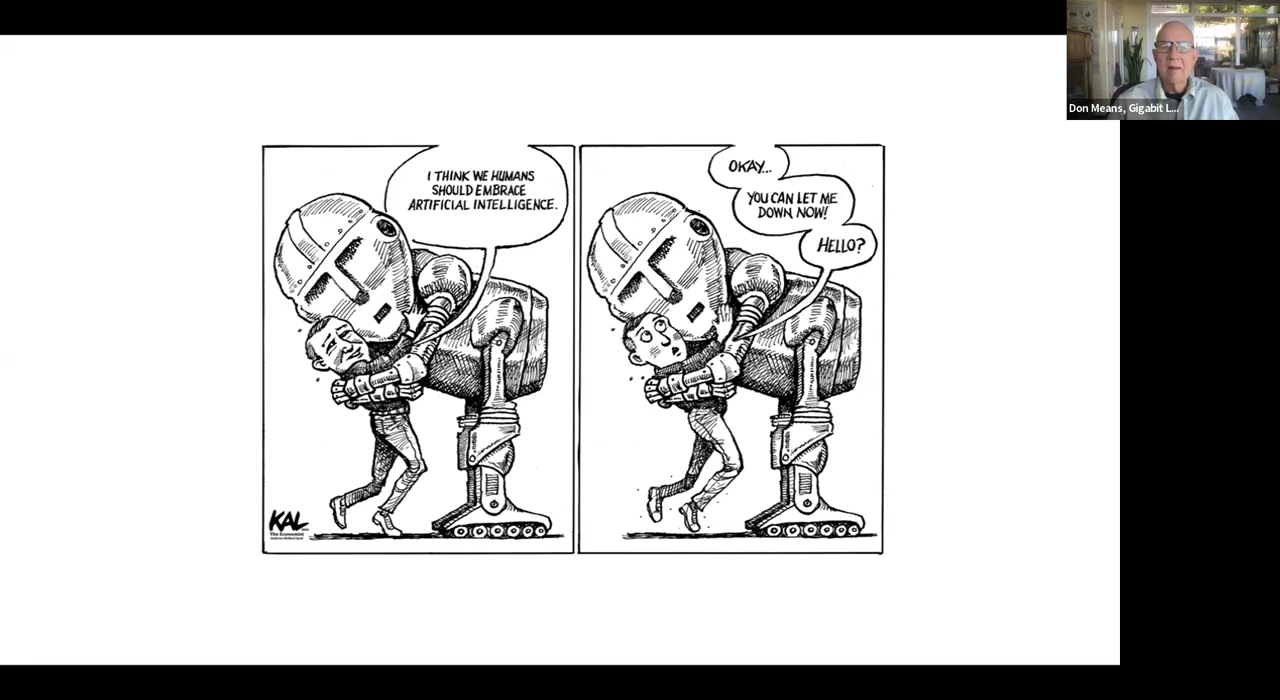 I THINK WE HUMANS
SHOULD EMBRACE
ARTIFICIAL INTELLIGENCE.
OKAY...
YOU CAN LET ME
DOWN NOW!
HELLO?
KAL
The Economist
Don Means, Gigabit L...